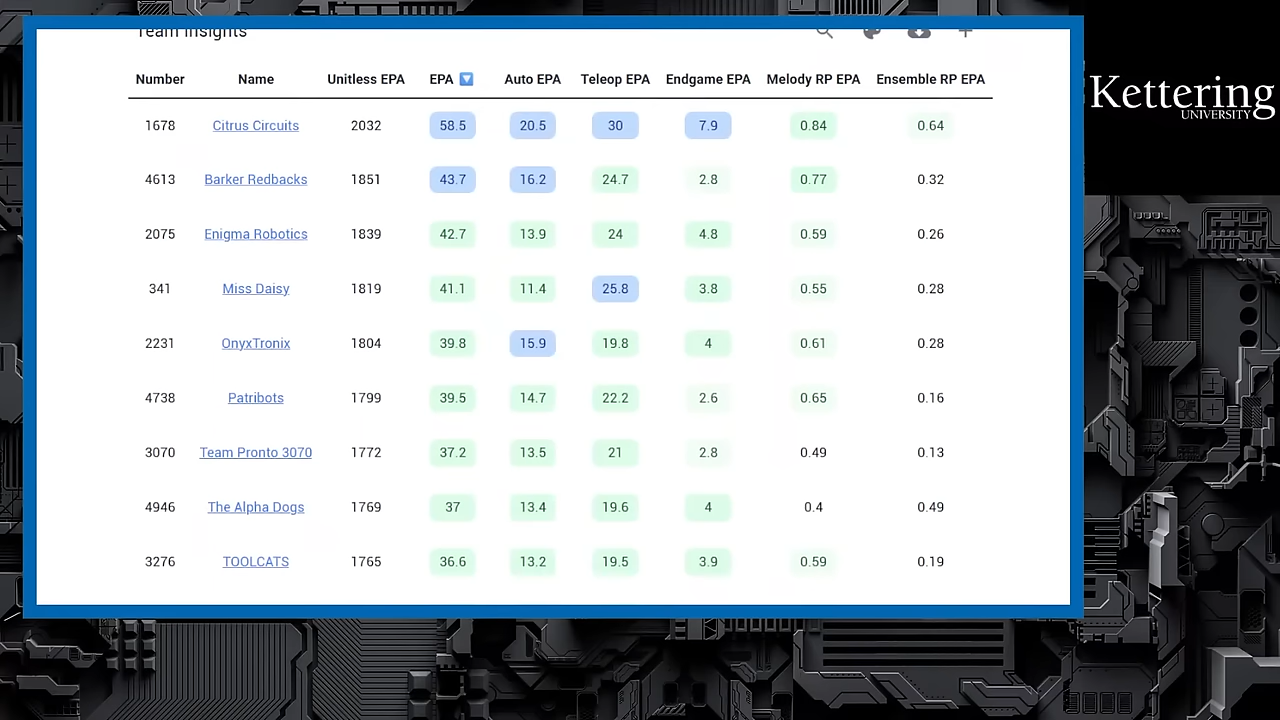 Team Insights
Number Name Unitless EPA EPA Auto EPA Teleop EPA Endgame EPA Melody RP EPA Ensemble RP EPA
1678 Citrus Circuits 2032 58.5 20.5 30 7.9 0.84 0.64
4613 Barker Redbacks 1851 43.7 16.2 24.7 2.8 0.77 0.32
2075 Enigma Robotics 1839 42.7 13.9 24 4.8 0.59 0.26
341 Miss Daisy 1819 41.1 11.4 25.8 3.8 0.55 0.28
2231 OnyxTronix 1804 39.8 15.9 19.8 4 0.61 0.28
4738 Patribots 1799 39.5 14.7 22.2 2.6 0.65 0.16
3070 Team Pronto 3070 1772 37.2 13.5 21 2.8 0.49 0.13
4946 The Alpha Dogs 1769 37 13.4 19.6 4 0.4 0.49
3276 TOOLCATS 1765 36.6 13.2 19.5 3.9 0.59 0.19
Kettering
UNIVERSITY